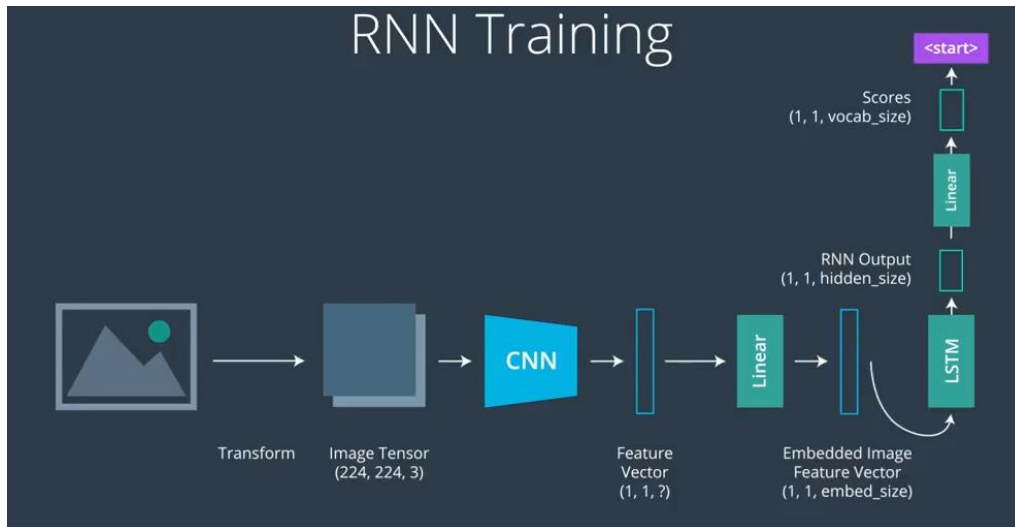 RNN Training
<start>
Scores
(1, 1, vocab_size)
Linear
RNN Output
(1, 1, hidden_size)
CNN
Linear
LSTM
Transform
Image Tensor
(224, 224, 3)
Feature
Vector
(1, 1, ?)
Embedded Image
Feature Vector
(1, 1, embed_size)